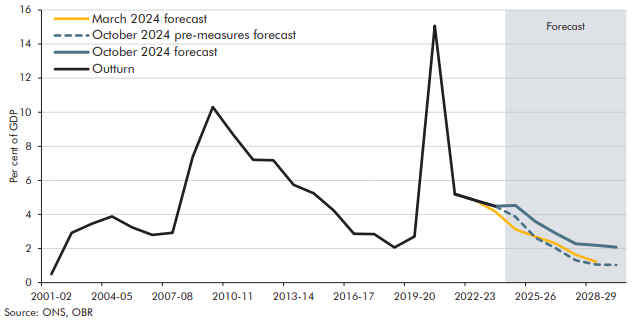 16
14
12
10
8
6
4
2
0
Per cent of GDP
March 2024 forecast
October 2024 pre-measures forecast
October 2024 forecast
Outturn
Forecast
2001-02 2004-05 2007-08 2010-11 2013-14 2016-17 2019-20 2022-23 2025-26 2028-29
Source: ONS, OBR